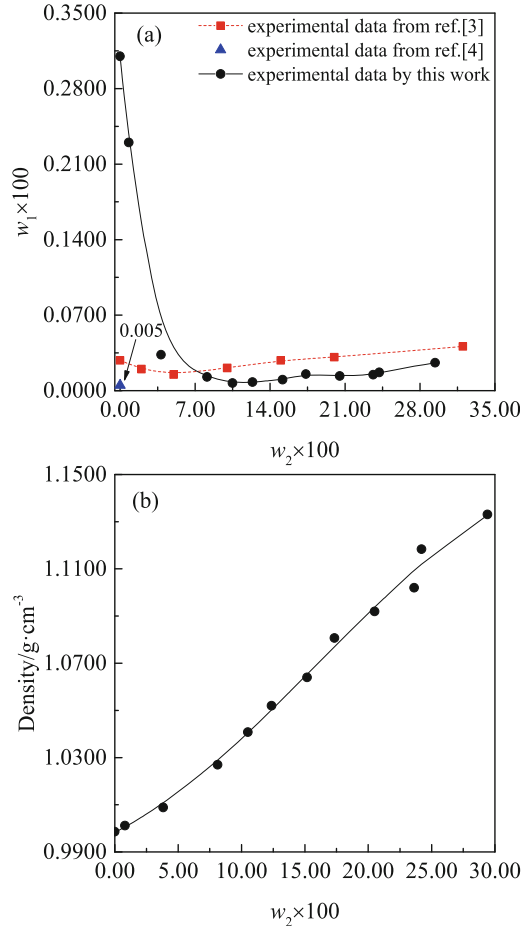 (a)
experimental data from ref.[3]
experimental data from ref.[4]
experimental data by this work
0.3500
0.2800
0.2100
0.1400
0.0700
0.0000
w₁×100
0.005
0.00
7.00
14.00
21.00
28.00
35.00
w₂×100
(b)
1.1500
1.1100
1.0700
1.0300
0.9900
Density/g·cm⁻³
0.00
5.00
10.00
15.00
20.00
25.00
30.00
w₂×100